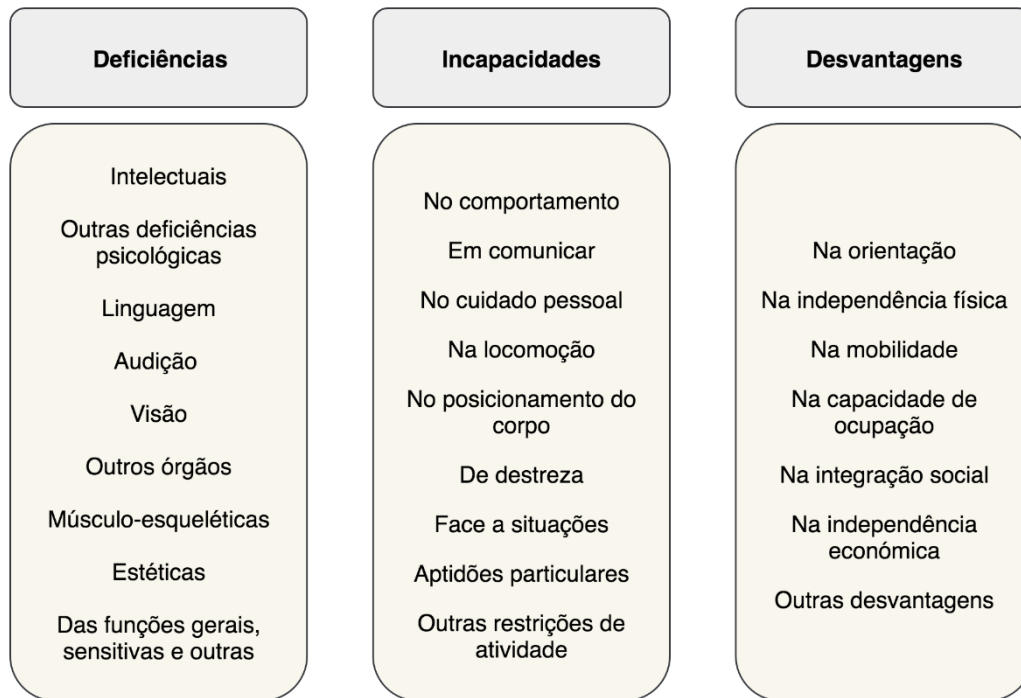 Deficiências
Intelectuais
Outras deficiências
psicológicas
Linguagem
Audição
Visão
Outros órgãos
Músculo-esqueléticas
Estéticas
Das funções gerais,
sensitivas e outras
Incapacidades
No comportamento
Em comunicar
No cuidado pessoal
Na locomoção
No posicionamento do
corpo
De destreza
Face a situações
Aptidões particulares
Outras restrições de
atividade
Desvantagens
Na orientação
Na independência física
Na mobilidade
Na capacidade de
ocupação
Na integração social
Na independência
económica
Outras desvantagens